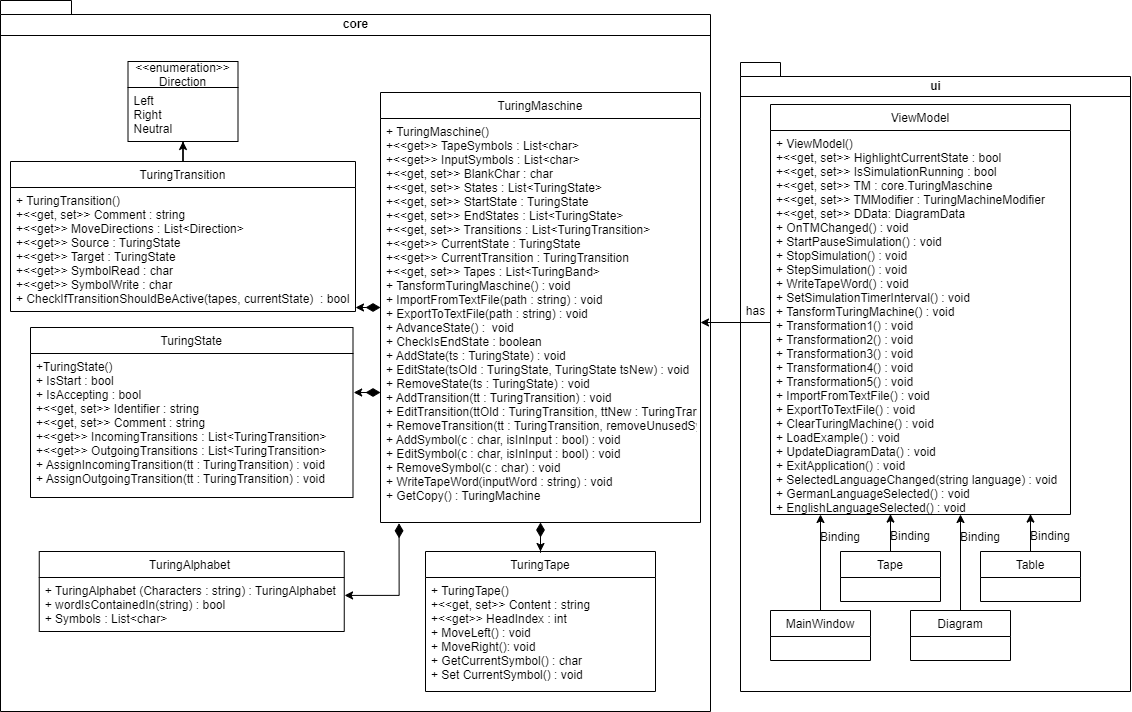 core
<<enumeration>>
Direction
Left
Right
Neutral
TuringTransition
+ TuringTransition()
+<<get, set>> Comment : string
+<<get>> MoveDirections : List<Direction>
+<<get>> Source : TuringState
+<<get>> Target : TuringState
+<<get>> SymbolRead : char
+<<get>> SymbolWrite : char
+ CheckIfTransitionShouldBeActive(tapes, currentState) : bool
TuringState
+TuringState()
+ IsStart : bool
+ IsAccepting : bool
+<<get, set>> Identifier : string
+<<get, set>> Comment : string
+<<get>> IncomingTransitions : List<TuringTransition>
+<<get>> OutgoingTransitions : List<TuringTransition>
+ AssignIncomingTransition(tt : TuringTransition) : void
+ AssignOutgoingTransition(tt : TuringTransition) : void
TuringMaschine
+ TuringMaschine()
+<<get>> TapeSymbols : List<char>
+<<get>> InputSymbols : List<char>
+<<get, set>> BlankChar : char
+<<get, set>> States : List<TuringState>
+<<get, set>> StartState : TuringState
+<<get, set>> EndStates : List<TuringState>
+<<get, set>> Transitions : List<TuringTransition>
+<<get>> CurrentState : TuringState
+<<get>> CurrentTransition : TuringTransition
+<<get, set>> Tapes : List<TuringBand>
+ TansformTuringMaschine() : void
+ ImportFromTextFile(path : string) : void
+ ExportToTextFile(path : string) : void
+ AdvanceState() : void
+ CheckIsEndState : boolean
+ AddState(ts : TuringState) : void
+ EditState(tsOld : TuringState, TuringState tsNew) : void
+ RemoveState(ts : TuringState) : void
+ AddTransition(tt : TuringTransition) : void
+ EditTransition(ttOld : TuringTransition, ttNew : TuringTran
+ RemoveTransition(tt : TuringTransition, removeUnusedS
+ AddSymbol(c : char, isInInput : bool) : void
+ EditSymbol(c : char, isInInput : bool) : void
+ RemoveSymbol(c : char) : void
+ WriteTapeWord(inputWord : string) : void
+ GetCopy() : TuringMachine
TuringAlphabet
+ TuringAlphabet (Characters : string) : TuringAlphabet
+ wordIsContainedIn(string) : bool
+ Symbols : List<char>
TuringTape
+ TuringTape()
+<<get, set>> Content : string
+<<get>> HeadIndex : int
+ MoveLeft() : void
+ MoveRight(): void
+ GetCurrentSymbol() : char
+ Set CurrentSymbol() : void
has
ui
ViewModel
+ ViewModel()
+<<get, set>> HighlightCurrentState : bool
+<<get, set>> IsSimulationRunning : bool
+<<get, set>> TM : core.TuringMaschine
+<<get, set>> TMModifier : TuringMachineModifier
+<<get, set>> DData: DiagramData
+ OnTMChanged() : void
+ StartPauseSimulation() : void
+ StopSimulation() : void
+ StepSimulation() : void
+ WriteTapeWord() : void
+ SetSimulationTimerInterval() : void
+ TansformTuringMachine() : void
+ Transformation1() : void
+ Transformation2() : void
+ Transformation3() : void
+ Transformation4() : void
+ Transformation5() : void
+ ImportFromTextFile() : void
+ ExportToTextFile() : void
+ ClearTuringMachine() : void
+ LoadExample() : void
+ UpdateDiagramData() : void
+ ExitApplication() : void
+ SelectedLanguageChanged(string language) : void
+ GermanLanguageSelected() : void
+ EnglishLanguageSelected() : void
Binding
Binding
Binding
Binding
Tape
Table
MainWindow
Diagram